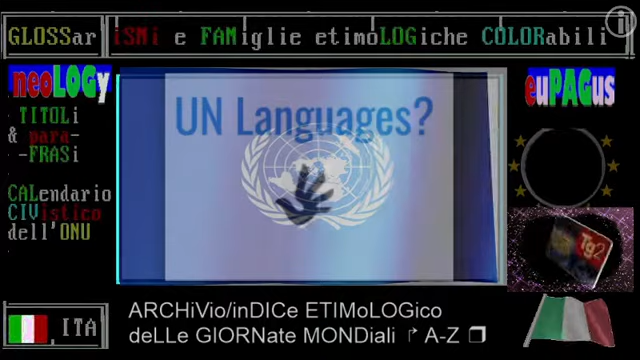 GLOSSar iSMi e FAMiglie etimoLOGiche COLORabili
i
neoLOGy
TITOLi
& para-
-FRASi
CALendario
CIVistico
dell'ONU
UN Languages?
euPAGus
Tg2
ITA
ARCHiVio/inDICe ETIMoLOGico
deLLe GIORNate MONDiali ↱ A-Z ❒